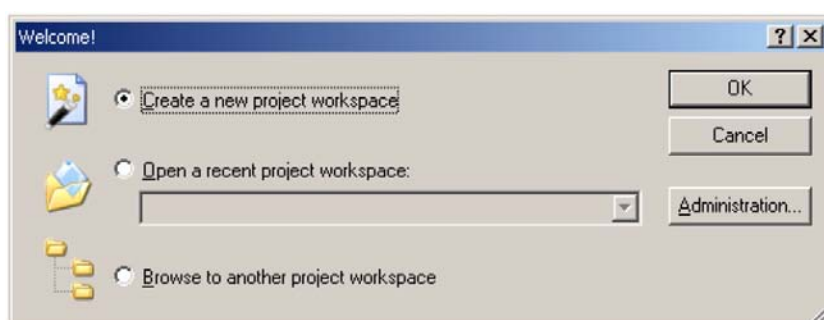 Welcome!
Create a new project workspace
OK
Cancel
Open a recent project workspace:
Administration...
Browse to another project workspace